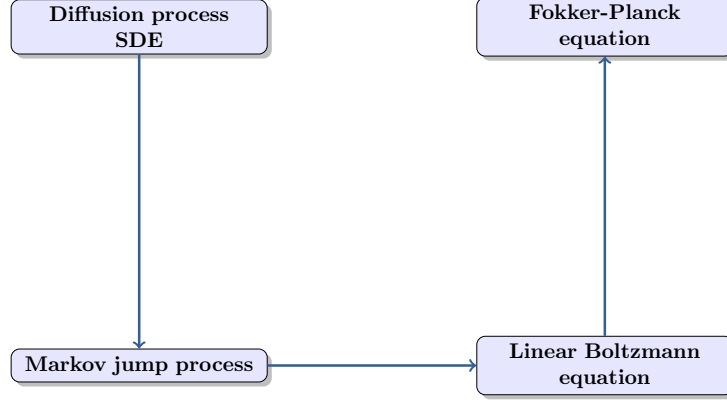 Diffusion process
SDE
Fokker-Planck
equation
Markov jump process
Linear Boltzmann
equation